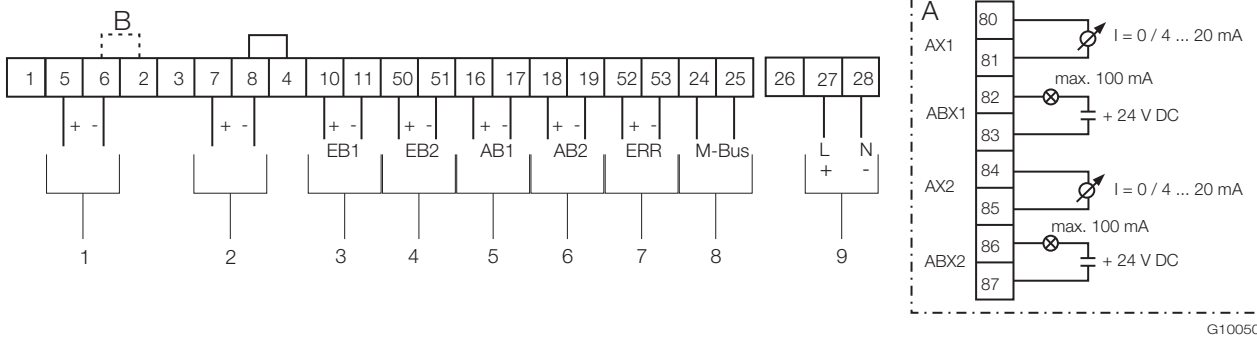 B
1 5 6 2 3 7 8 4 10 11 50 51 16 17 18 19 52 53 24 25 26 27 28
+ - + - + - + - + - + - + -
EB1 EB2 AB1 AB2 ERR M-Bus L N
+ -
1 2 3 4 5 6 7 8 9
A
80
AX1 I = 0 / 4 ... 20 mA
81
max. 100 mA
82
ABX1 + 24 V DC
83
84
AX2 I = 0 / 4 ... 20 mA
85
max. 100 mA
86
ABX2 + 24 V DC
87
G10050